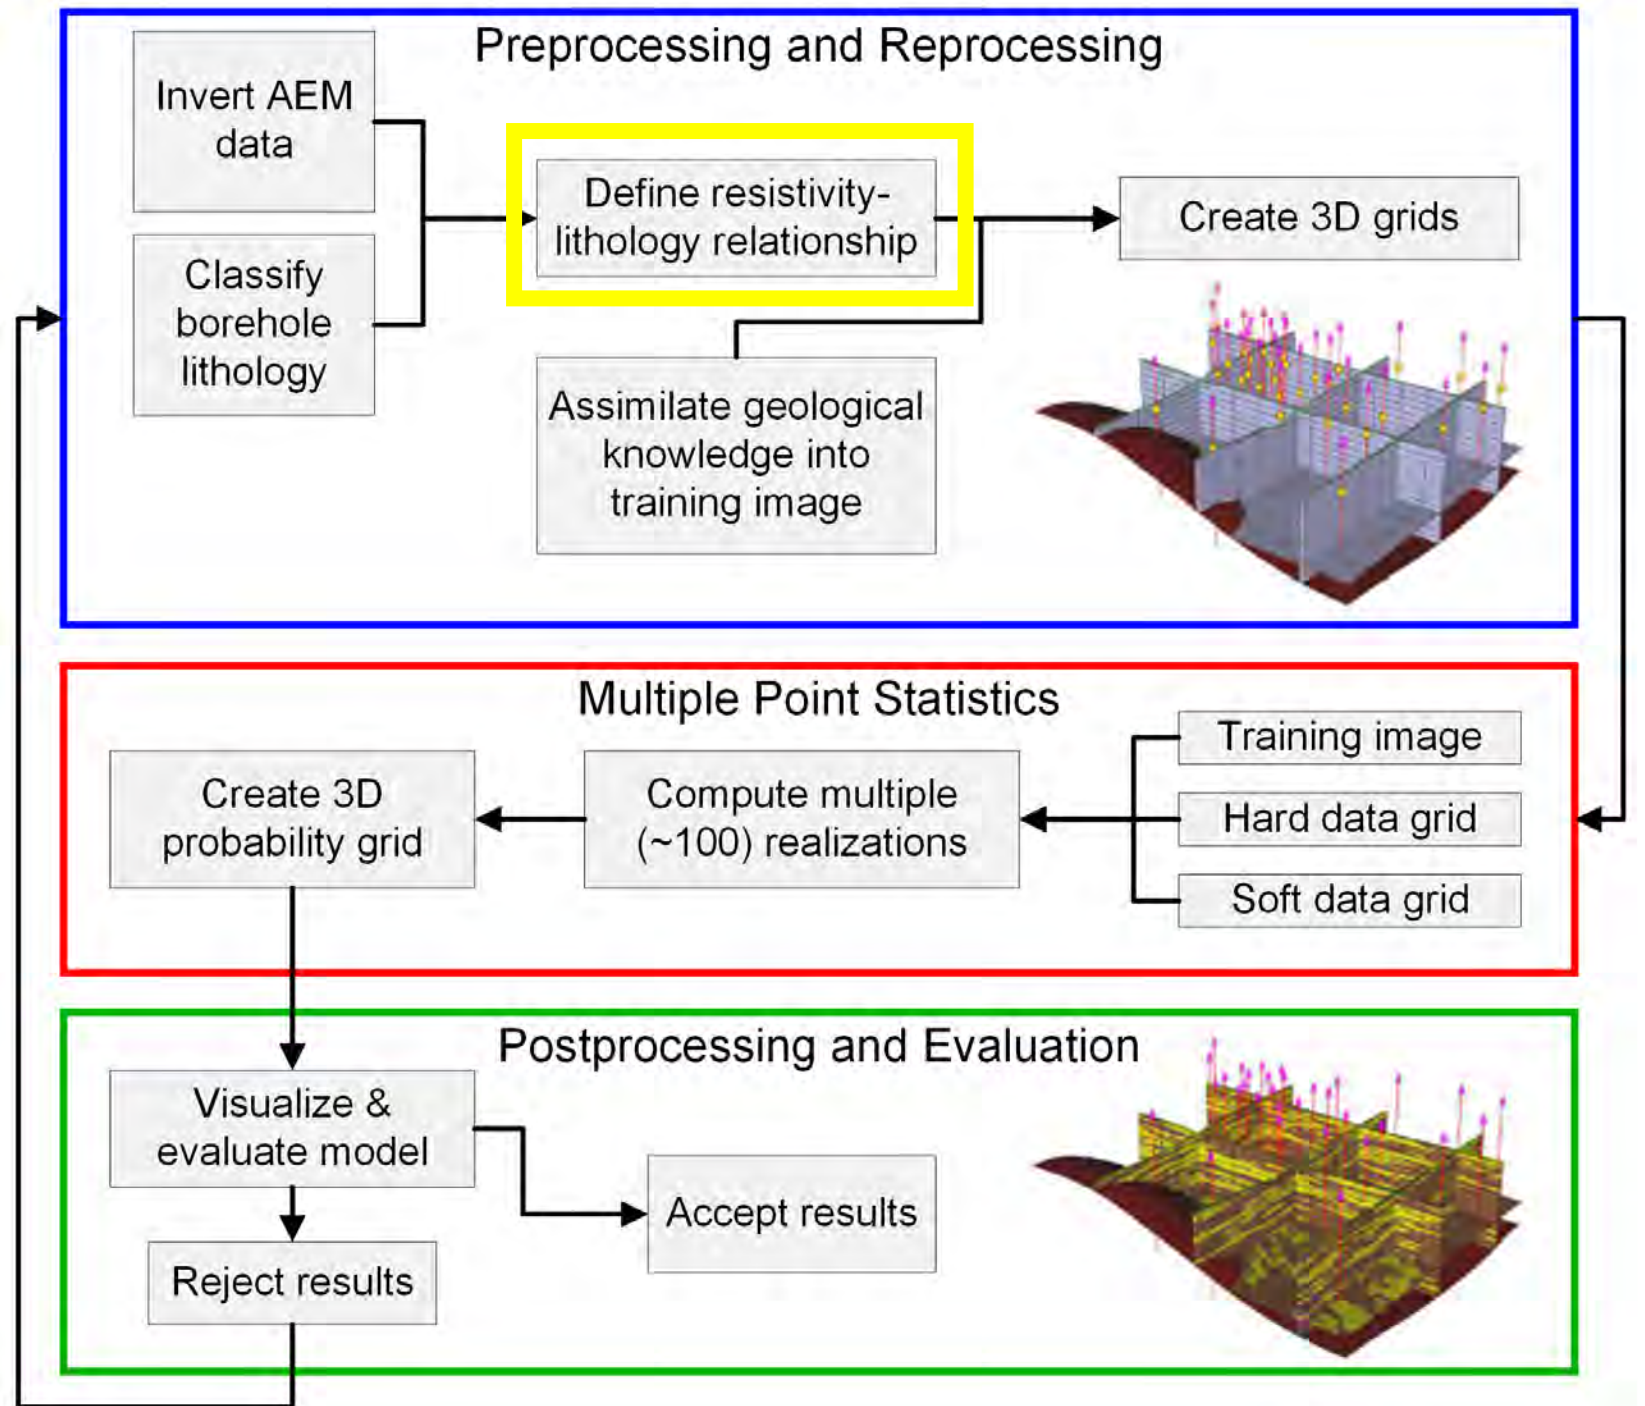 Preprocessing and Reprocessing
Invert AEM
data
Classify
borehole
lithology
Define resistivity-
lithology relationship
Assimilate geological
knowledge into
training image
Create 3D grids
Multiple Point Statistics
Training image
Hard data grid
Soft data grid
Compute multiple
(~100) realizations
Create 3D
probability grid
Postprocessing and Evaluation
Visualize &
evaluate model
Accept results
Reject results